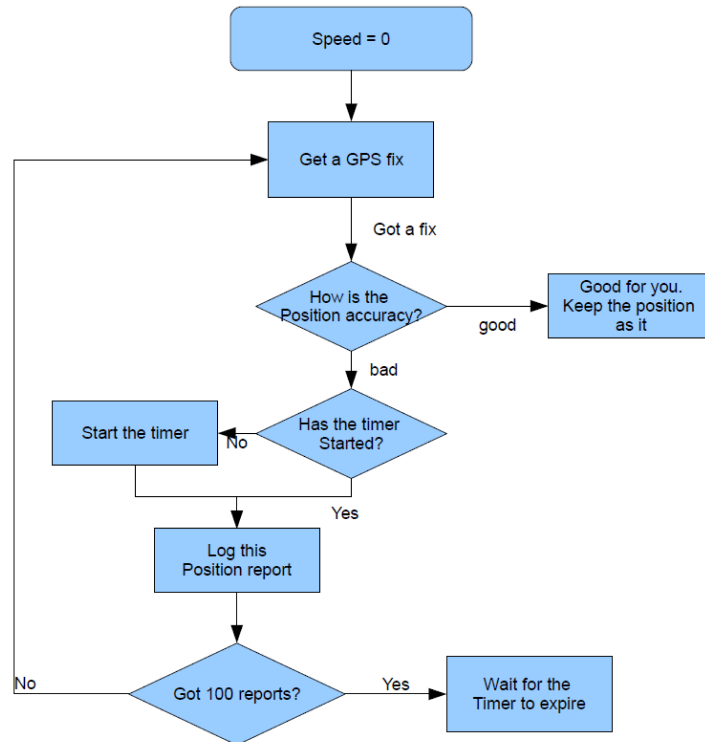 Speed = 0
Get a GPS fix
Got a fix
How is the
Position accuracy?
good
Good for you.
Keep the position
as it
bad
Has the timer
Started?
No
Start the timer
Yes
Log this
Position report
Got 100 reports?
No
Yes
Wait for the
Timer to expire